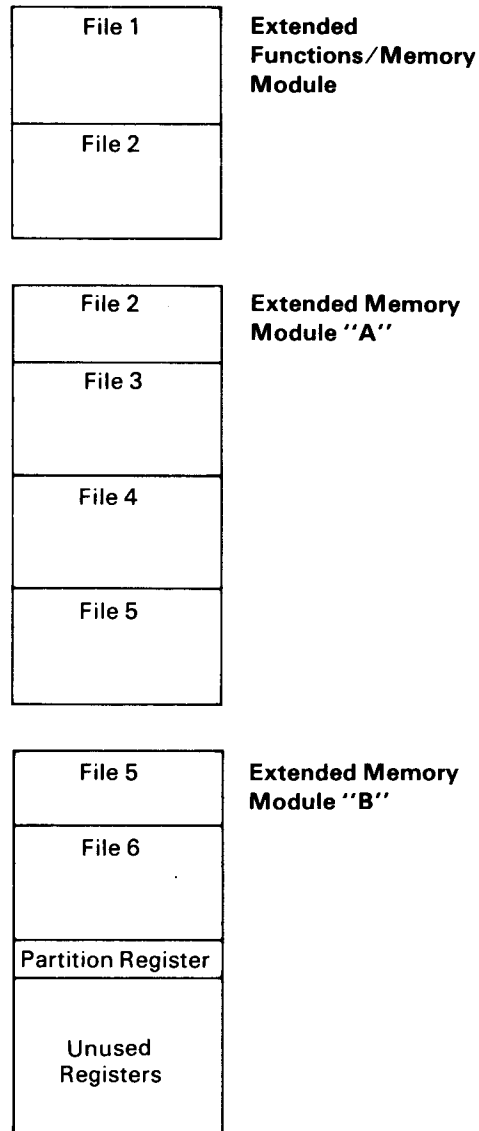 File 1
Extended
Functions/Memory
Module
File 2
File 2
Extended Memory
Module "A"
File 3
File 4
File 5
File 5
Extended Memory
Module "B"
File 6
Partition Register
Unused
Registers